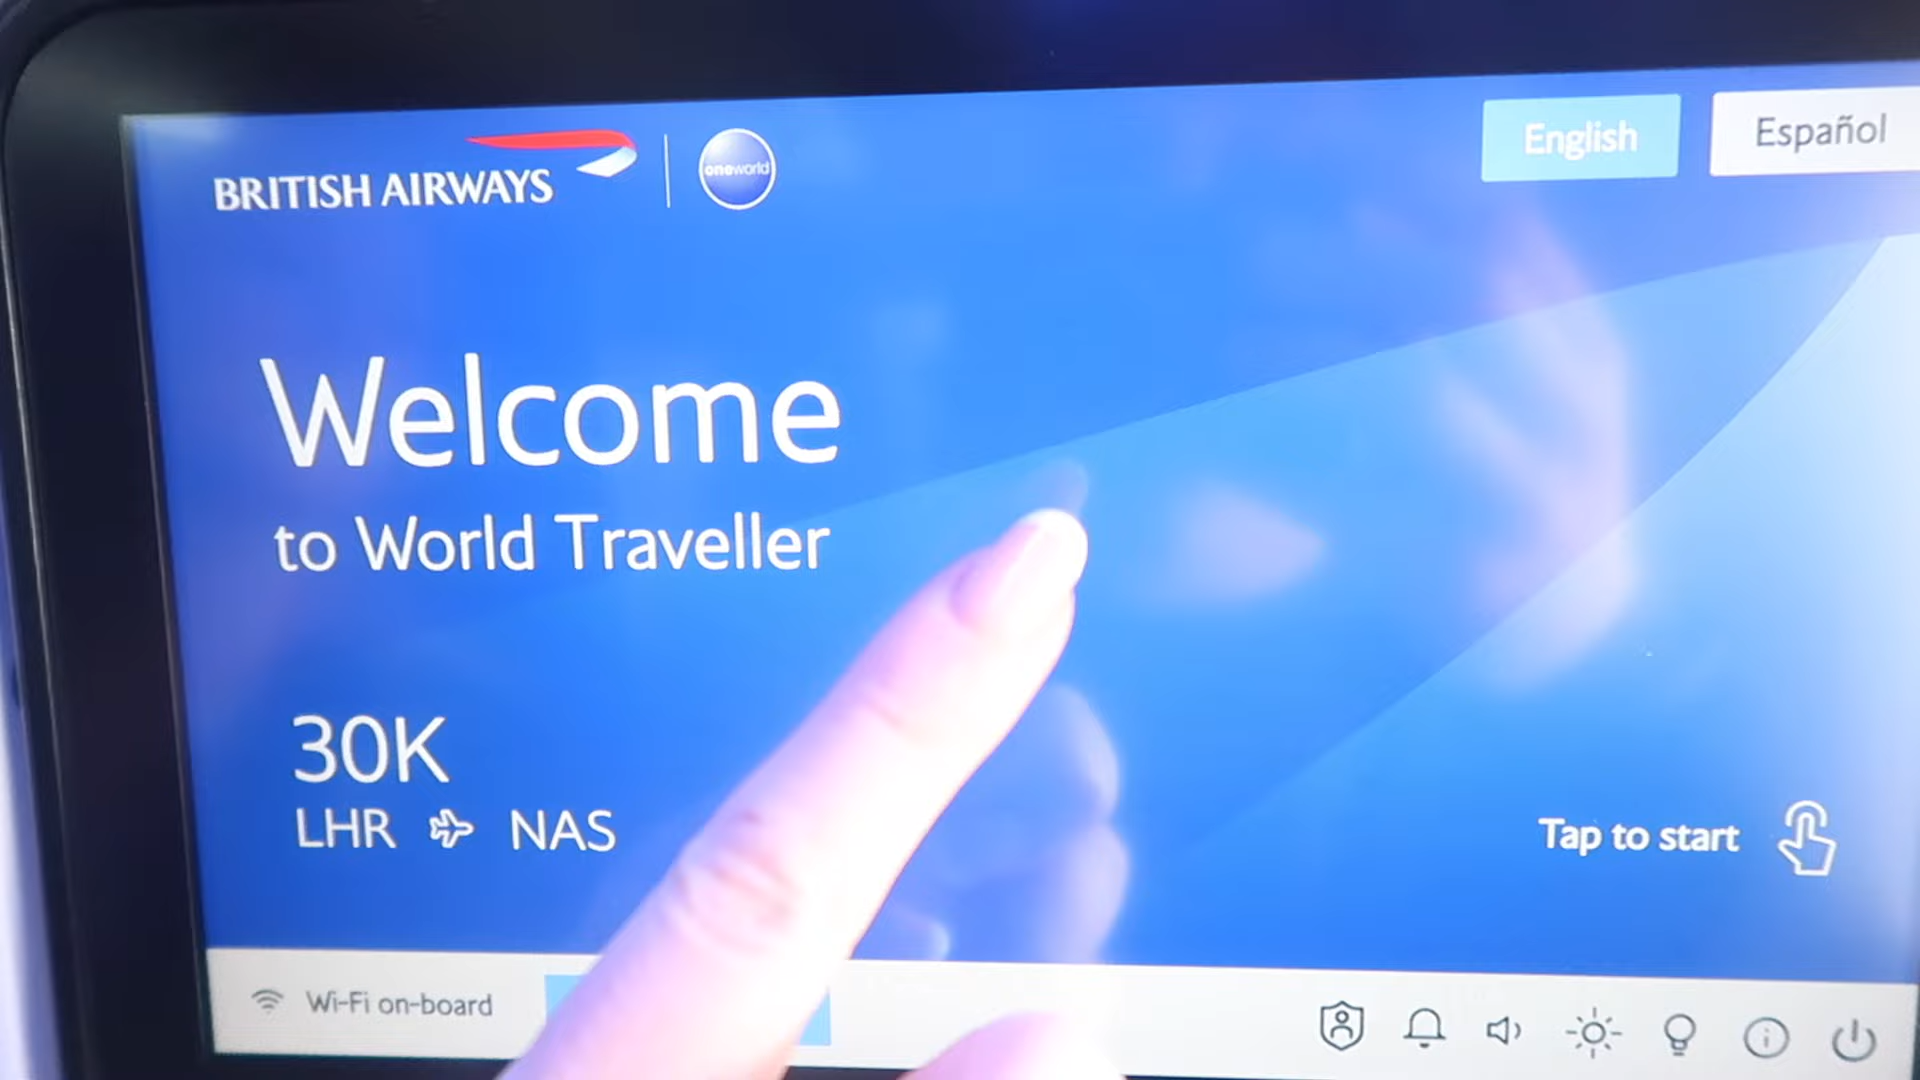 BRITISH AIRWAYS
oneworld
English
Español
Welcome
to World Traveller
30K
LHR NAS
Tap to start
Wi-Fi on-board